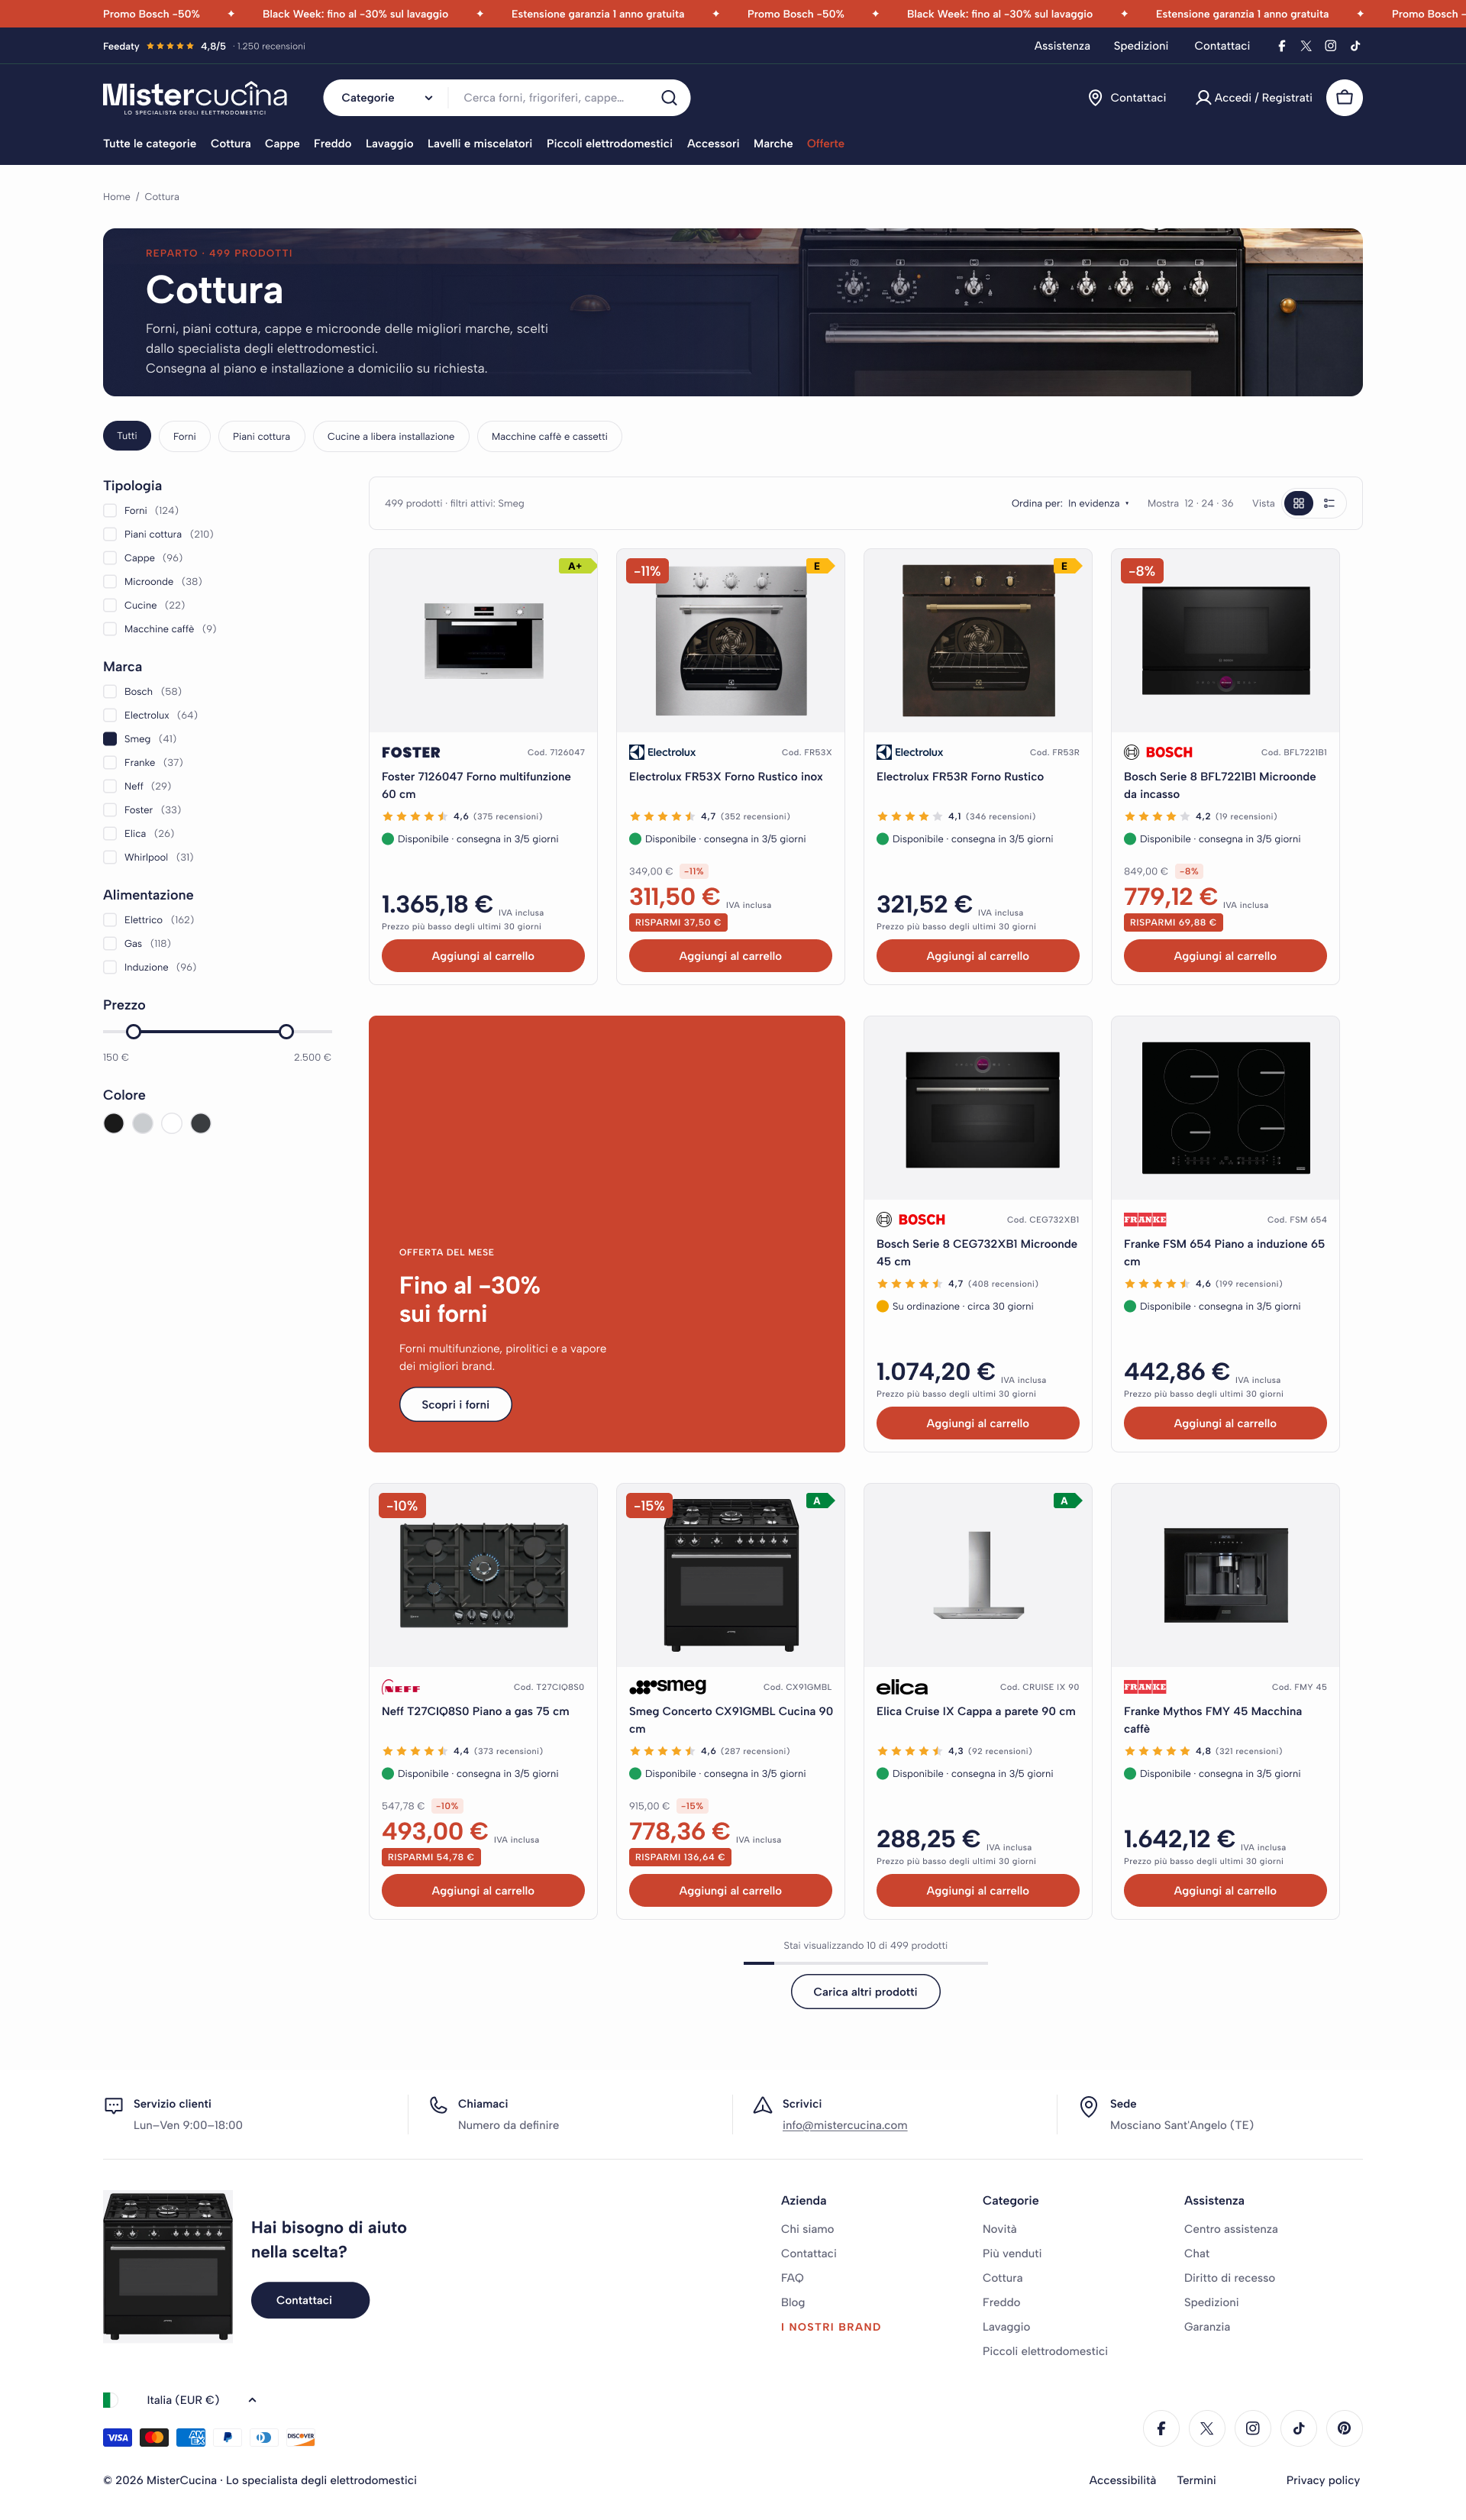 Promo Bosch -50% ✦ Black Week: fino al -30% sul lavaggio ✦ Estensione garanzia 1 anno gratuita ✦ Promo Bosch -50% ✦ Black Week: fino al -30% sul lavaggio ✦ Estensione garanzia 1 anno gratuita ✦ Promo Bosch -
Feedaty ★★★★★ 4,8/5 · 1.250 recensioni
Assistenza Spedizioni Contattaci
Mistercucina
LO SPECIALISTA DEGLI ELETTRODOMESTICI
Categorie
Cerca forni, frigoriferi, cappe...
Contattaci
Accedi / Registrati
Tutte le categorie Cottura Cappe Freddo Lavaggio Lavelli e miscelatori Piccoli elettrodomestici Accessori Marche Offerte
Home / Cottura
REPARTO · 499 PRODOTTI
Cottura
Forni, piani cottura, cappe e microonde delle migliori marche, scelti
dallo specialista degli elettrodomestici.
Consegna al piano e installazione a domicilio su richiesta.
Tutti Forni Piani cottura Cucine a libera installazione Macchine caffè e cassetti
Tipologia
Forni (124)
Piani cottura (210)
Cappe (96)
Microonde (38)
Cucine (22)
Macchine caffè (9)
Marca
Bosch (58)
Electrolux (64)
Smeg (41)
Franke (37)
Neff (29)
Foster (33)
Elica (26)
Whirlpool (31)
Alimentazione
Elettrico (162)
Gas (118)
Induzione (96)
Prezzo
150 € 2.500 €
Colore
499 prodotti · filtri attivi: Smeg
Ordina per: In evidenza
Mostra 12 · 24 · 36
Vista
A+
FOSTER Cod. 7126047
Foster 7126047 Forno multifunzione
60 cm
4,6 (375 recensioni)
Disponibile · consegna in 3/5 giorni
1.365,18 € IVA inclusa
Prezzo più basso degli ultimi 30 giorni
Aggiungi al carrello
-11%
E
Electrolux Cod. FR53X
Electrolux FR53X Forno Rustico inox
4,7 (352 recensioni)
Disponibile · consegna in 3/5 giorni
349,00 € -11%
311,50 € IVA inclusa
RISPARMI 37,50 €
Aggiungi al carrello
E
Electrolux Cod. FR53R
Electrolux FR53R Forno Rustico
4,1 (346 recensioni)
Disponibile · consegna in 3/5 giorni
321,52 € IVA inclusa
Prezzo più basso degli ultimi 30 giorni
Aggiungi al carrello
-8%
BOSCH Cod. BFL7221B1
Bosch Serie 8 BFL7221B1 Microonde
da incasso
4,2 (19 recensioni)
Disponibile · consegna in 3/5 giorni
849,00 € -8%
779,12 € IVA inclusa
RISPARMI 69,88 €
Aggiungi al carrello
OFFERTA DEL MESE
Fino al -30%
sui forni
Forni multifunzione, pirolitici e a vapore
dei migliori brand.
Scopri i forni
BOSCH Cod. CEG732XB1
Bosch Serie 8 CEG732XB1 Microonde
45 cm
4,7 (408 recensioni)
Su ordinazione · circa 30 giorni
1.074,20 € IVA inclusa
Prezzo più basso degli ultimi 30 giorni
Aggiungi al carrello
FRANKE Cod. FSM 654
Franke FSM 654 Piano a induzione 65
cm
4,6 (199 recensioni)
Disponibile · consegna in 3/5 giorni
442,86 € IVA inclusa
Prezzo più basso degli ultimi 30 giorni
Aggiungi al carrello
-10%
NEFF Cod. T27CIQ8S0
Neff T27CIQ8S0 Piano a gas 75 cm
4,4 (373 recensioni)
Disponibile · consegna in 3/5 giorni
547,78 € -10%
493,00 € IVA inclusa
RISPARMI 54,78 €
Aggiungi al carrello
-15%
A
smeg Cod. CX91GMBL
Smeg Concerto CX91GMBL Cucina 90
cm
4,6 (287 recensioni)
Disponibile · consegna in 3/5 giorni
915,00 € -15%
778,36 € IVA inclusa
RISPARMI 136,64 €
Aggiungi al carrello
A
elica Cod. CRUISE IX 90
Elica Cruise IX Cappa a parete 90 cm
4,3 (92 recensioni)
Disponibile · consegna in 3/5 giorni
288,25 € IVA inclusa
Prezzo più basso degli ultimi 30 giorni
Aggiungi al carrello
FRANKE Cod. FMY 45
Franke Mythos FMY 45 Macchina
caffè
4,8 (321 recensioni)
Disponibile · consegna in 3/5 giorni
1.642,12 € IVA inclusa
Prezzo più basso degli ultimi 30 giorni
Aggiungi al carrello
Stai visualizzando 10 di 499 prodotti
Carica altri prodotti
Servizio clienti
Lun–Ven 9:00–18:00
Chiamaci
Numero da definire
Scrivici
info@mistercucina.com
Sede
Mosciano Sant'Angelo (TE)
Hai bisogno di aiuto
nella scelta?
Contattaci
Azienda
Chi siamo
Contattaci
FAQ
Blog
I NOSTRI BRAND
Categorie
Novità
Più venduti
Cottura
Freddo
Lavaggio
Piccoli elettrodomestici
Assistenza
Centro assistenza
Chat
Diritto di recesso
Spedizioni
Garanzia
Italia (EUR €)
VISA AMEX DISCOVER
© 2026 MisterCucina · Lo specialista degli elettrodomestici
Accessibilità Termini Privacy policy